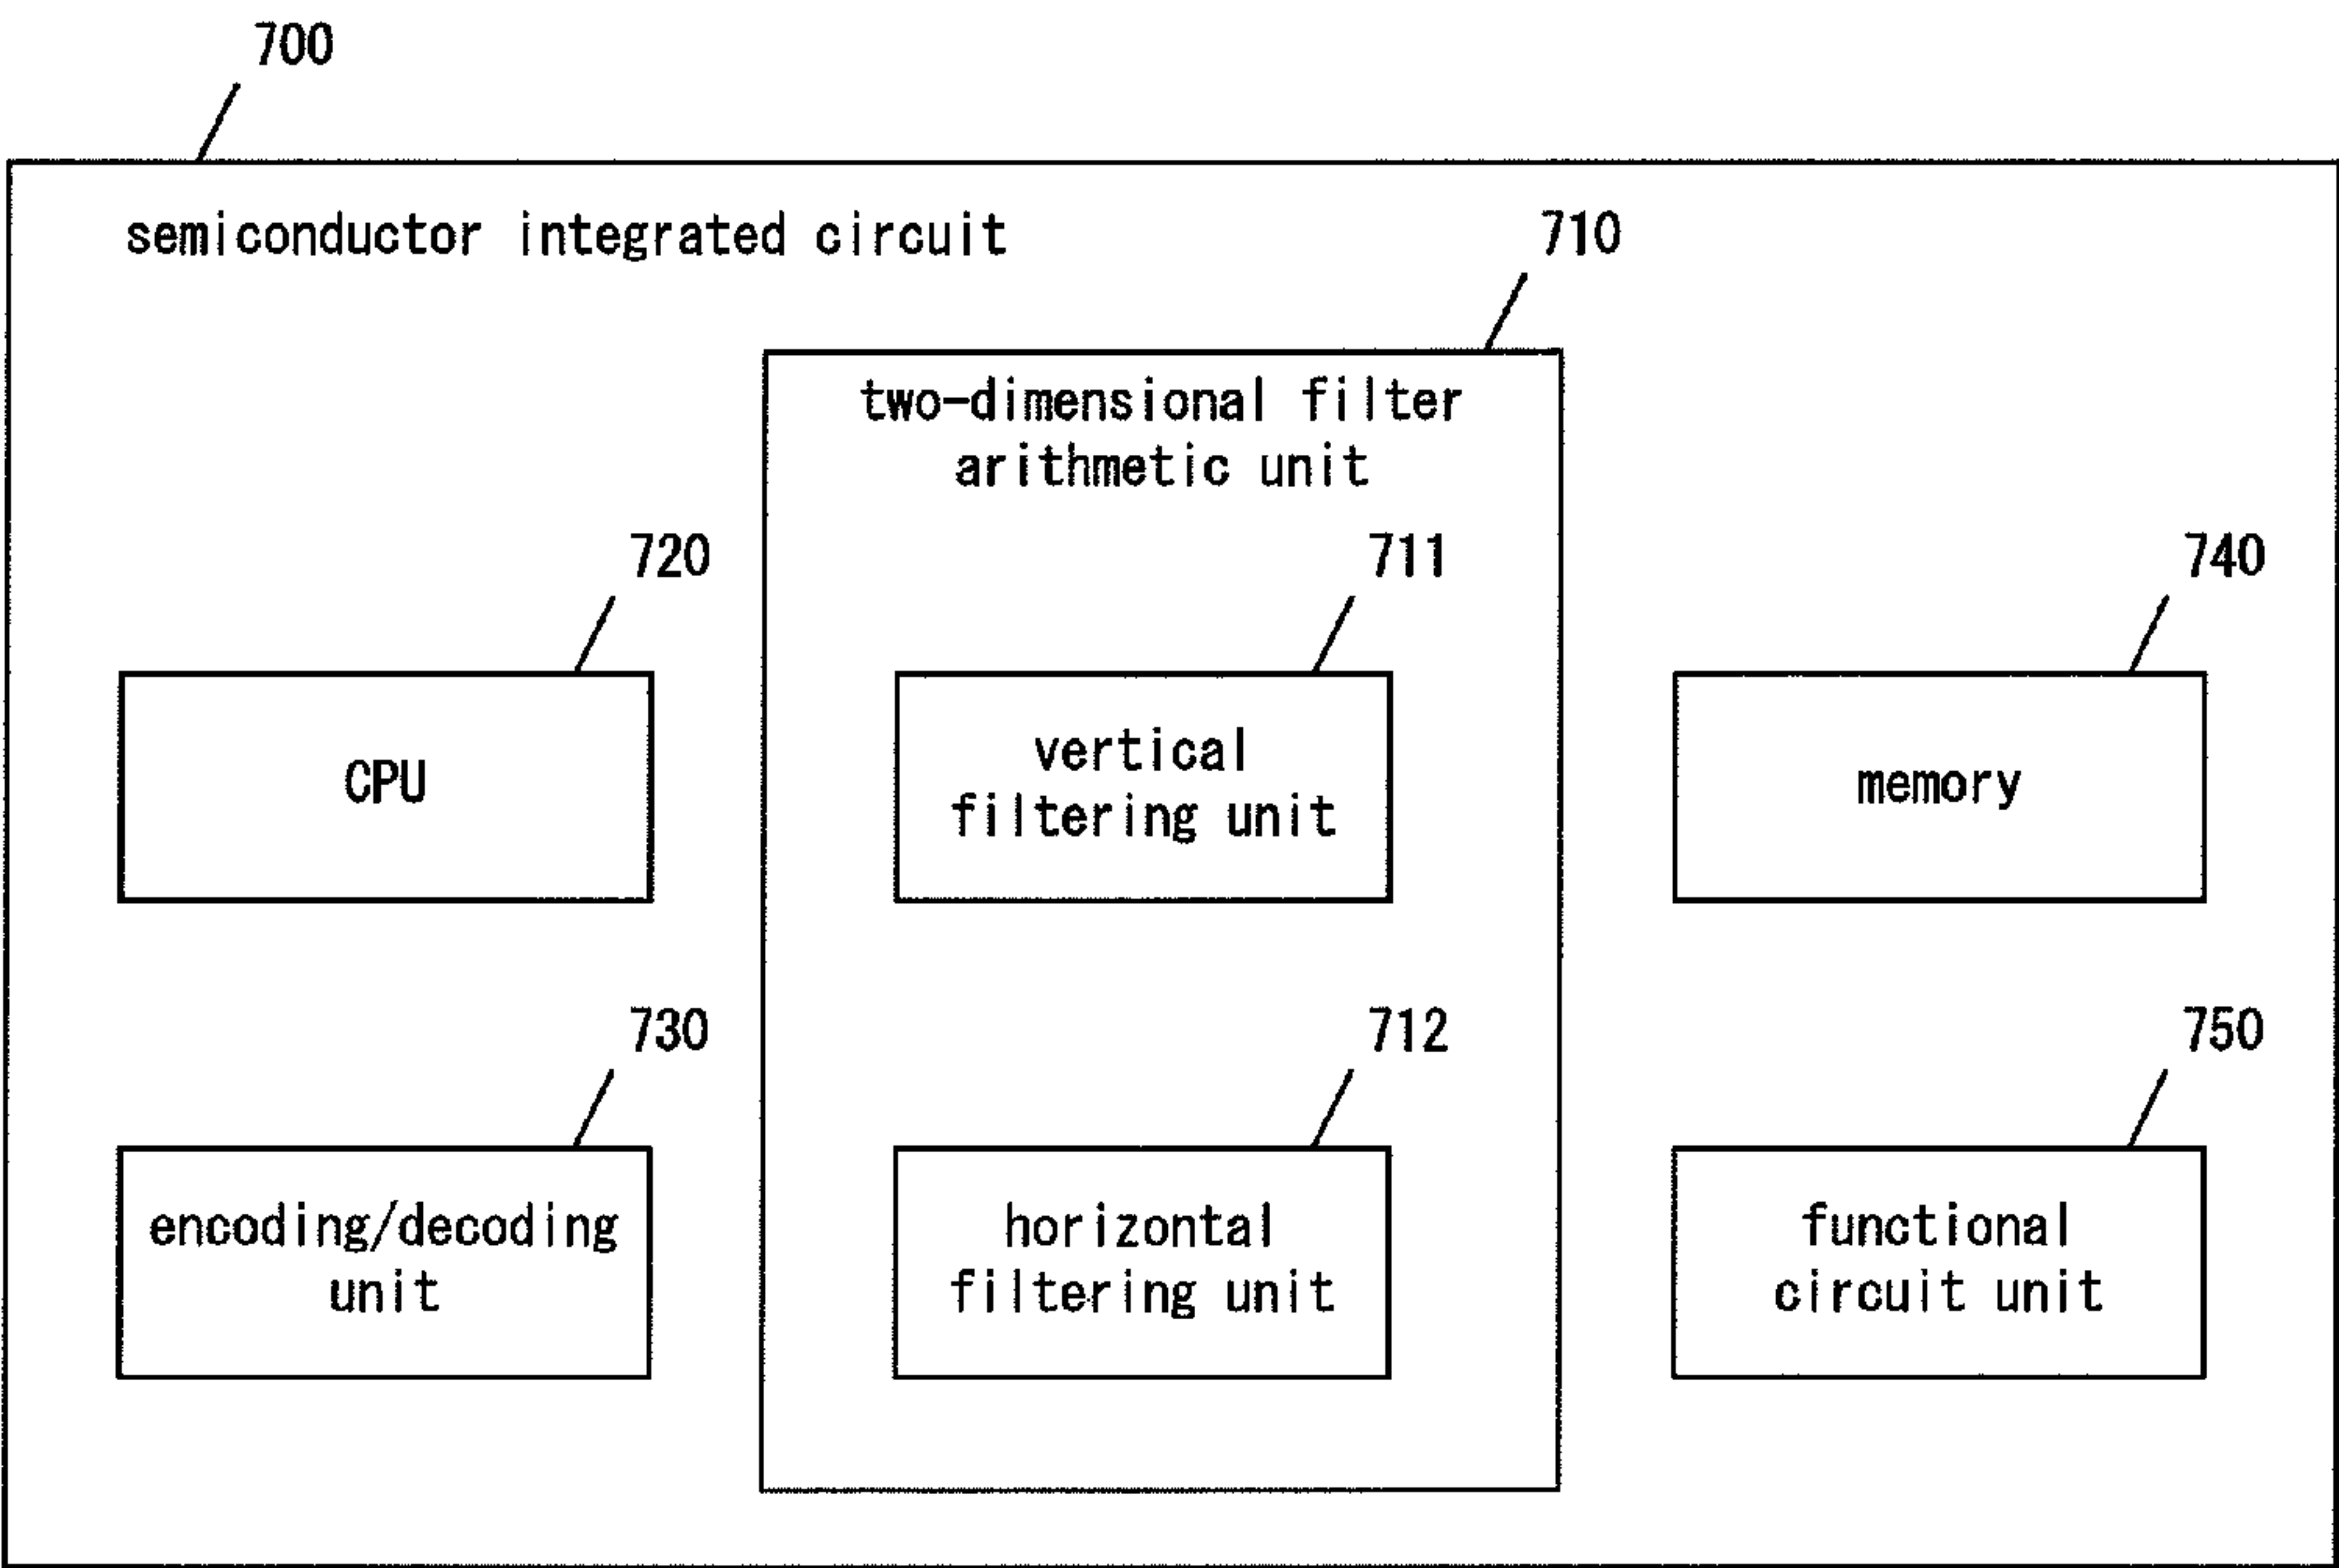 700
semiconductor integrated circuit
710
two-dimensional filter
arithmetic unit
720
711
740
CPU
vertical
filtering unit
memory
730
712
750
encoding/decoding
unit
horizontal
filtering unit
functional
circuit unit